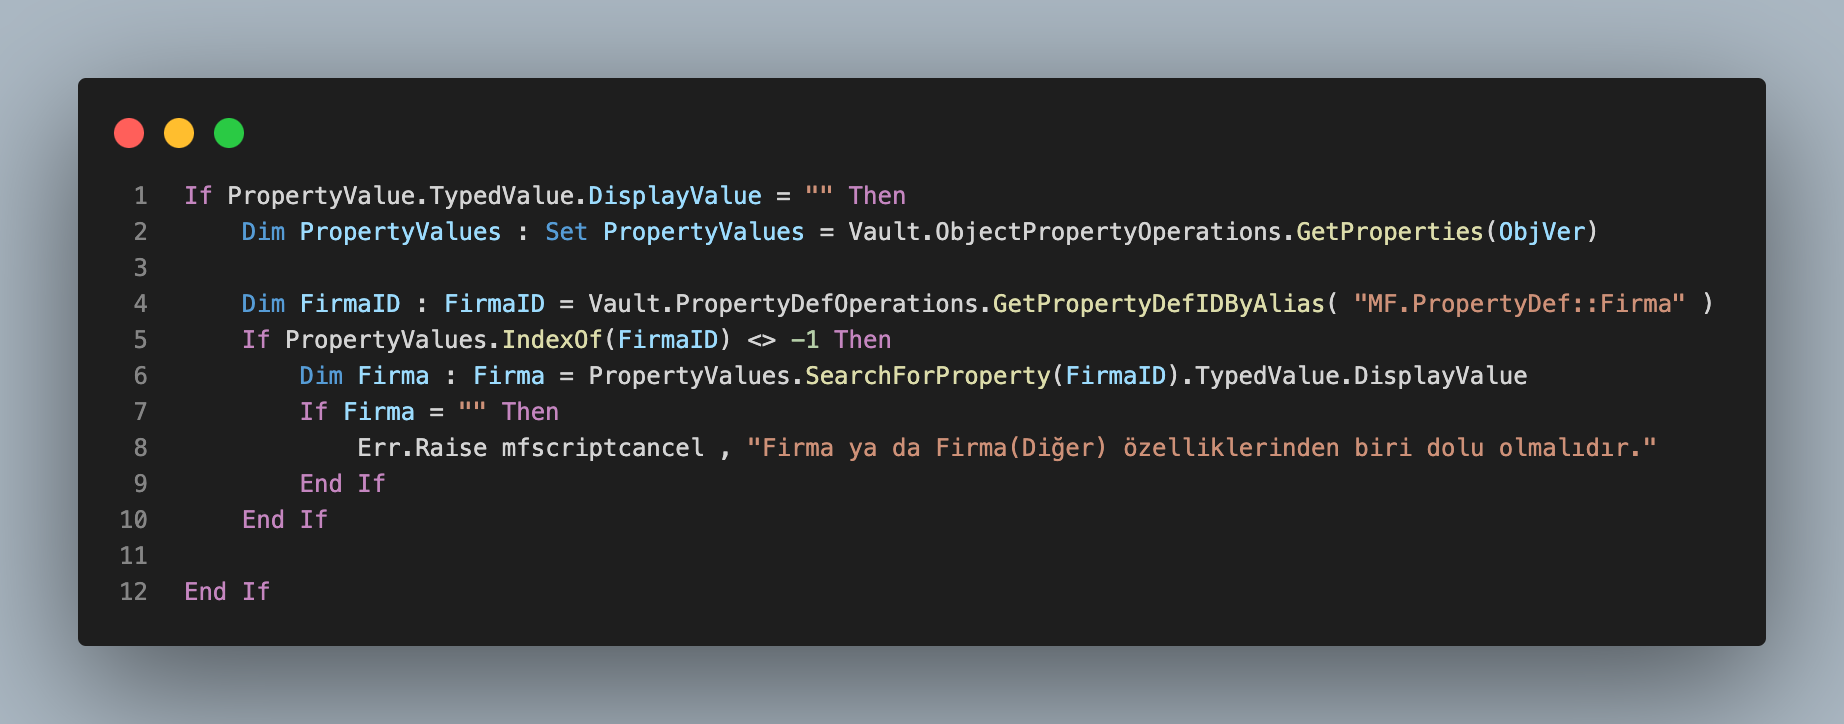 1 If PropertyValue.TypedValue.DisplayValue = "" Then
2     Dim PropertyValues : Set PropertyValues = Vault.ObjectPropertyOperations.GetProperties(ObjVer)
3
4     Dim FirmaID : FirmaID = Vault.PropertyDefOperations.GetPropertyDefIDByAlias( "MF.PropertyDef::Firma" )
5     If PropertyValues.IndexOf(FirmaID) <> -1 Then
6         Dim Firma : Firma = PropertyValues.SearchForProperty(FirmaID).TypedValue.DisplayValue
7         If Firma = "" Then
8             Err.Raise mfscriptcancel , "Firma ya da Firma(Diğer) özelliklerinden biri dolu olmalıdır."
9         End If
10     End If
11
12 End If